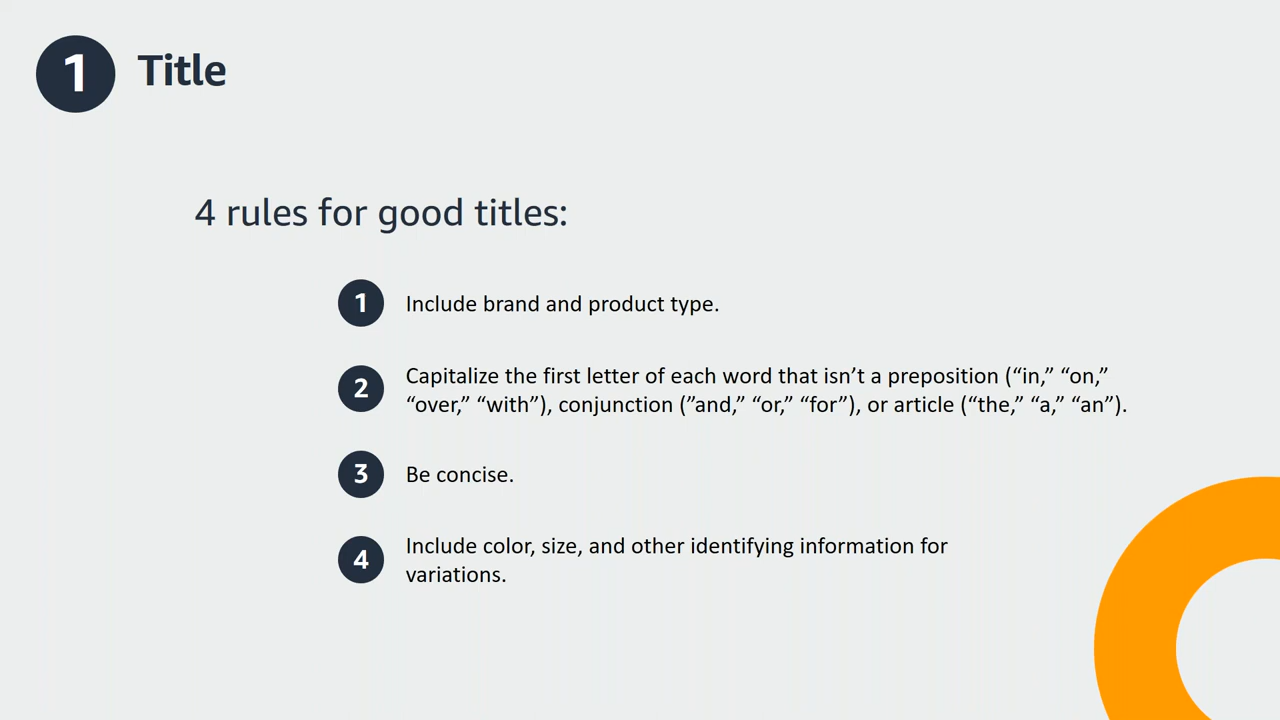 1 Title
4 rules for good titles:
1 Include brand and product type.
2 Capitalize the first letter of each word that isn’t a preposition (“in,” “on,”
“over,” “with”), conjunction (”and,” “or,” “for”), or article (“the,” “a,” “an”).
3 Be concise.
4 Include color, size, and other identifying information for
variations.